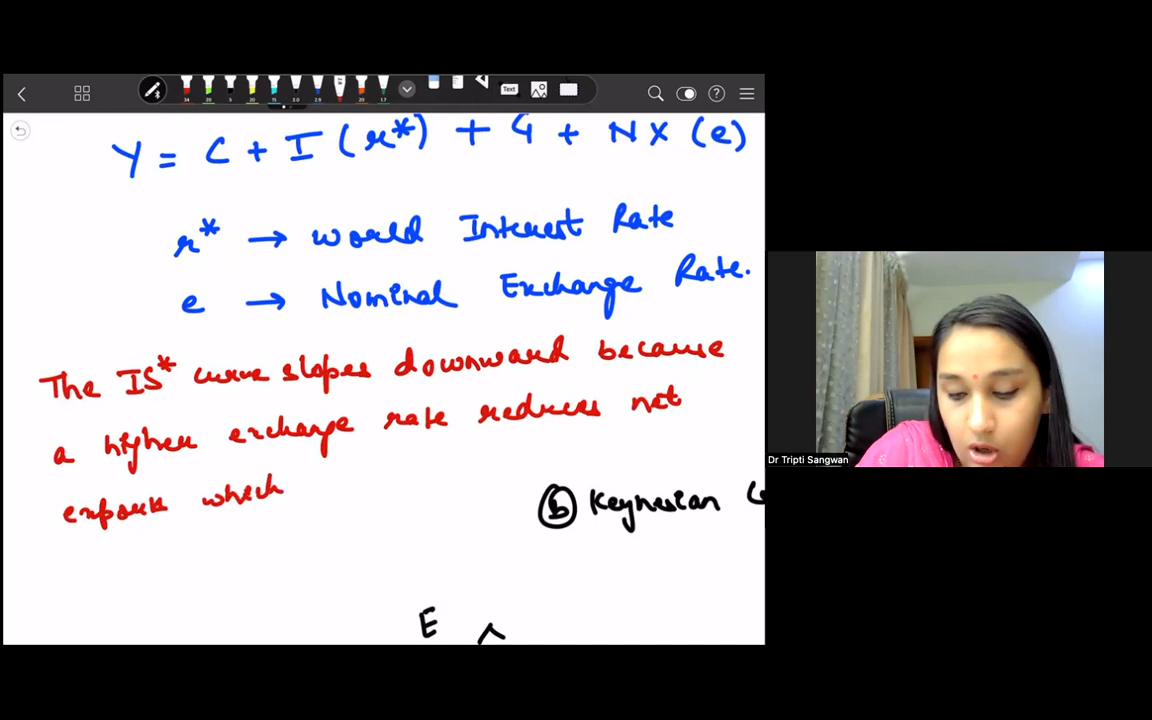 Y = C + I (r*) + G + NX (e)
r* → World Interest Rate
e → Nominal Exchange Rate.
The IS* curve slopes downward because
a higher exchange rate reduces net
exports which
b Keynesian
E
Text
Dr Tripti Sangwan